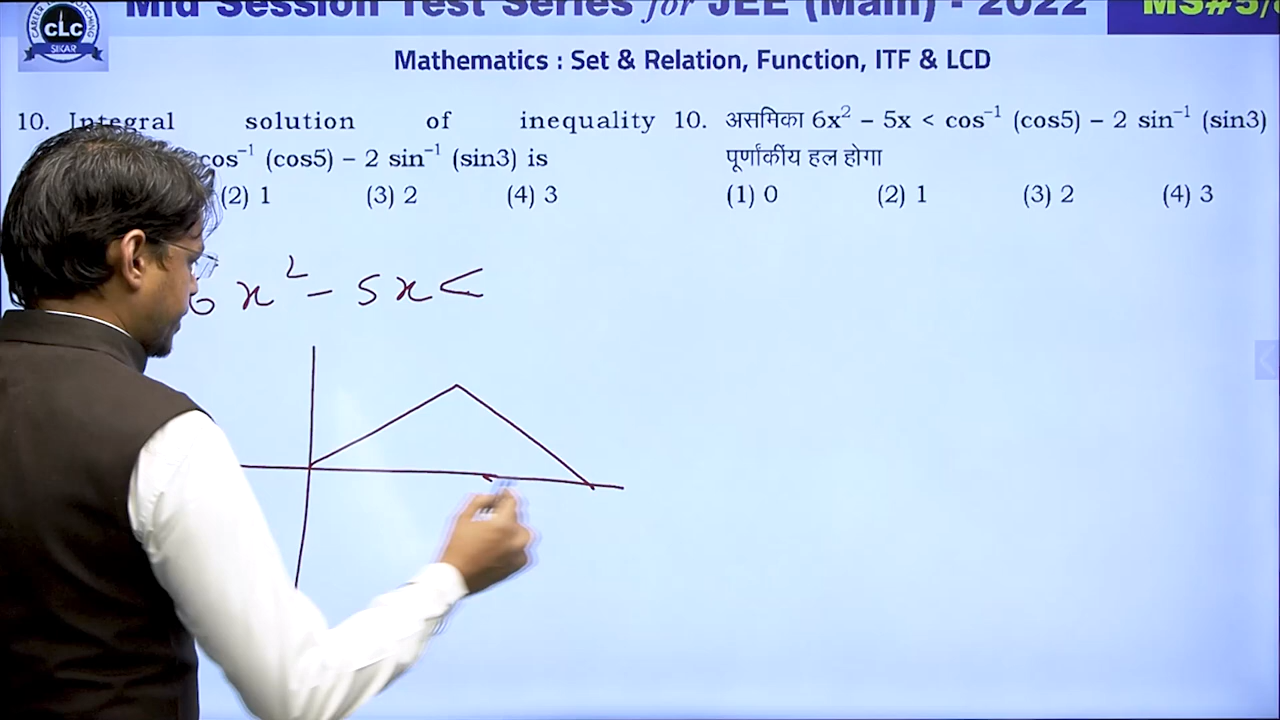 Mid Session Test Series for JEE (Main) - 2022
MS#5/
CAREER COACHING
CLC
SIKAR
Mathematics : Set & Relation, Function, ITF & LCD
10. Integral solution of inequality
cos⁻¹ (cos5) – 2 sin⁻¹ (sin3) is
(2) 1 (3) 2 (4) 3
10. असमिका 6x² – 5x < cos⁻¹ (cos5) – 2 sin⁻¹ (sin3)
पूर्णांकीय हल होगा
(1) 0 (2) 1 (3) 2 (4) 3
6x² – 5x <